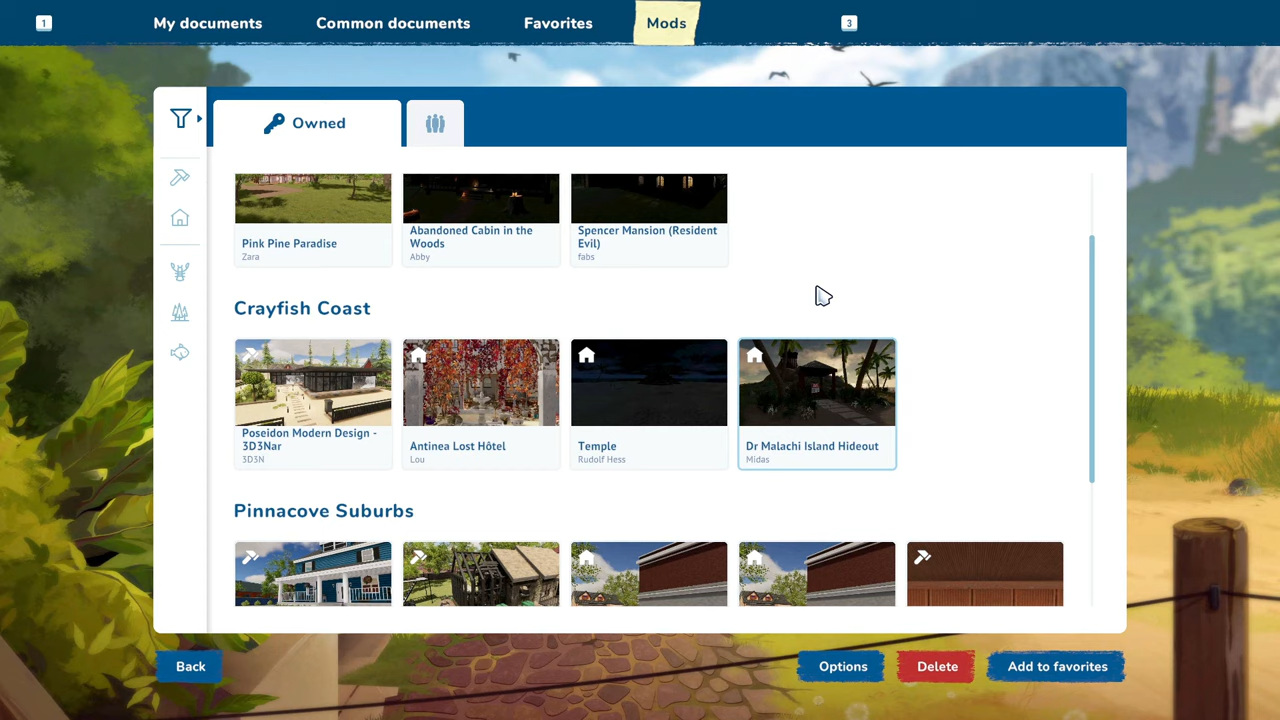 1
My documents
Common documents
Favorites
Mods
3
Owned
Pink Pine Paradise
Zara
Abandoned Cabin in the
Woods
Abby
Spencer Mansion (Resident
Evil)
fabs
Crayfish Coast
Poseidon Modern Design -
3D3Nar
3D3N
Antinea Lost Hôtel
Lou
Temple
Rudolf Hess
Dr Malachi Island Hideout
Midas
Pinnacove Suburbs
Back
Options
Delete
Add to favorites